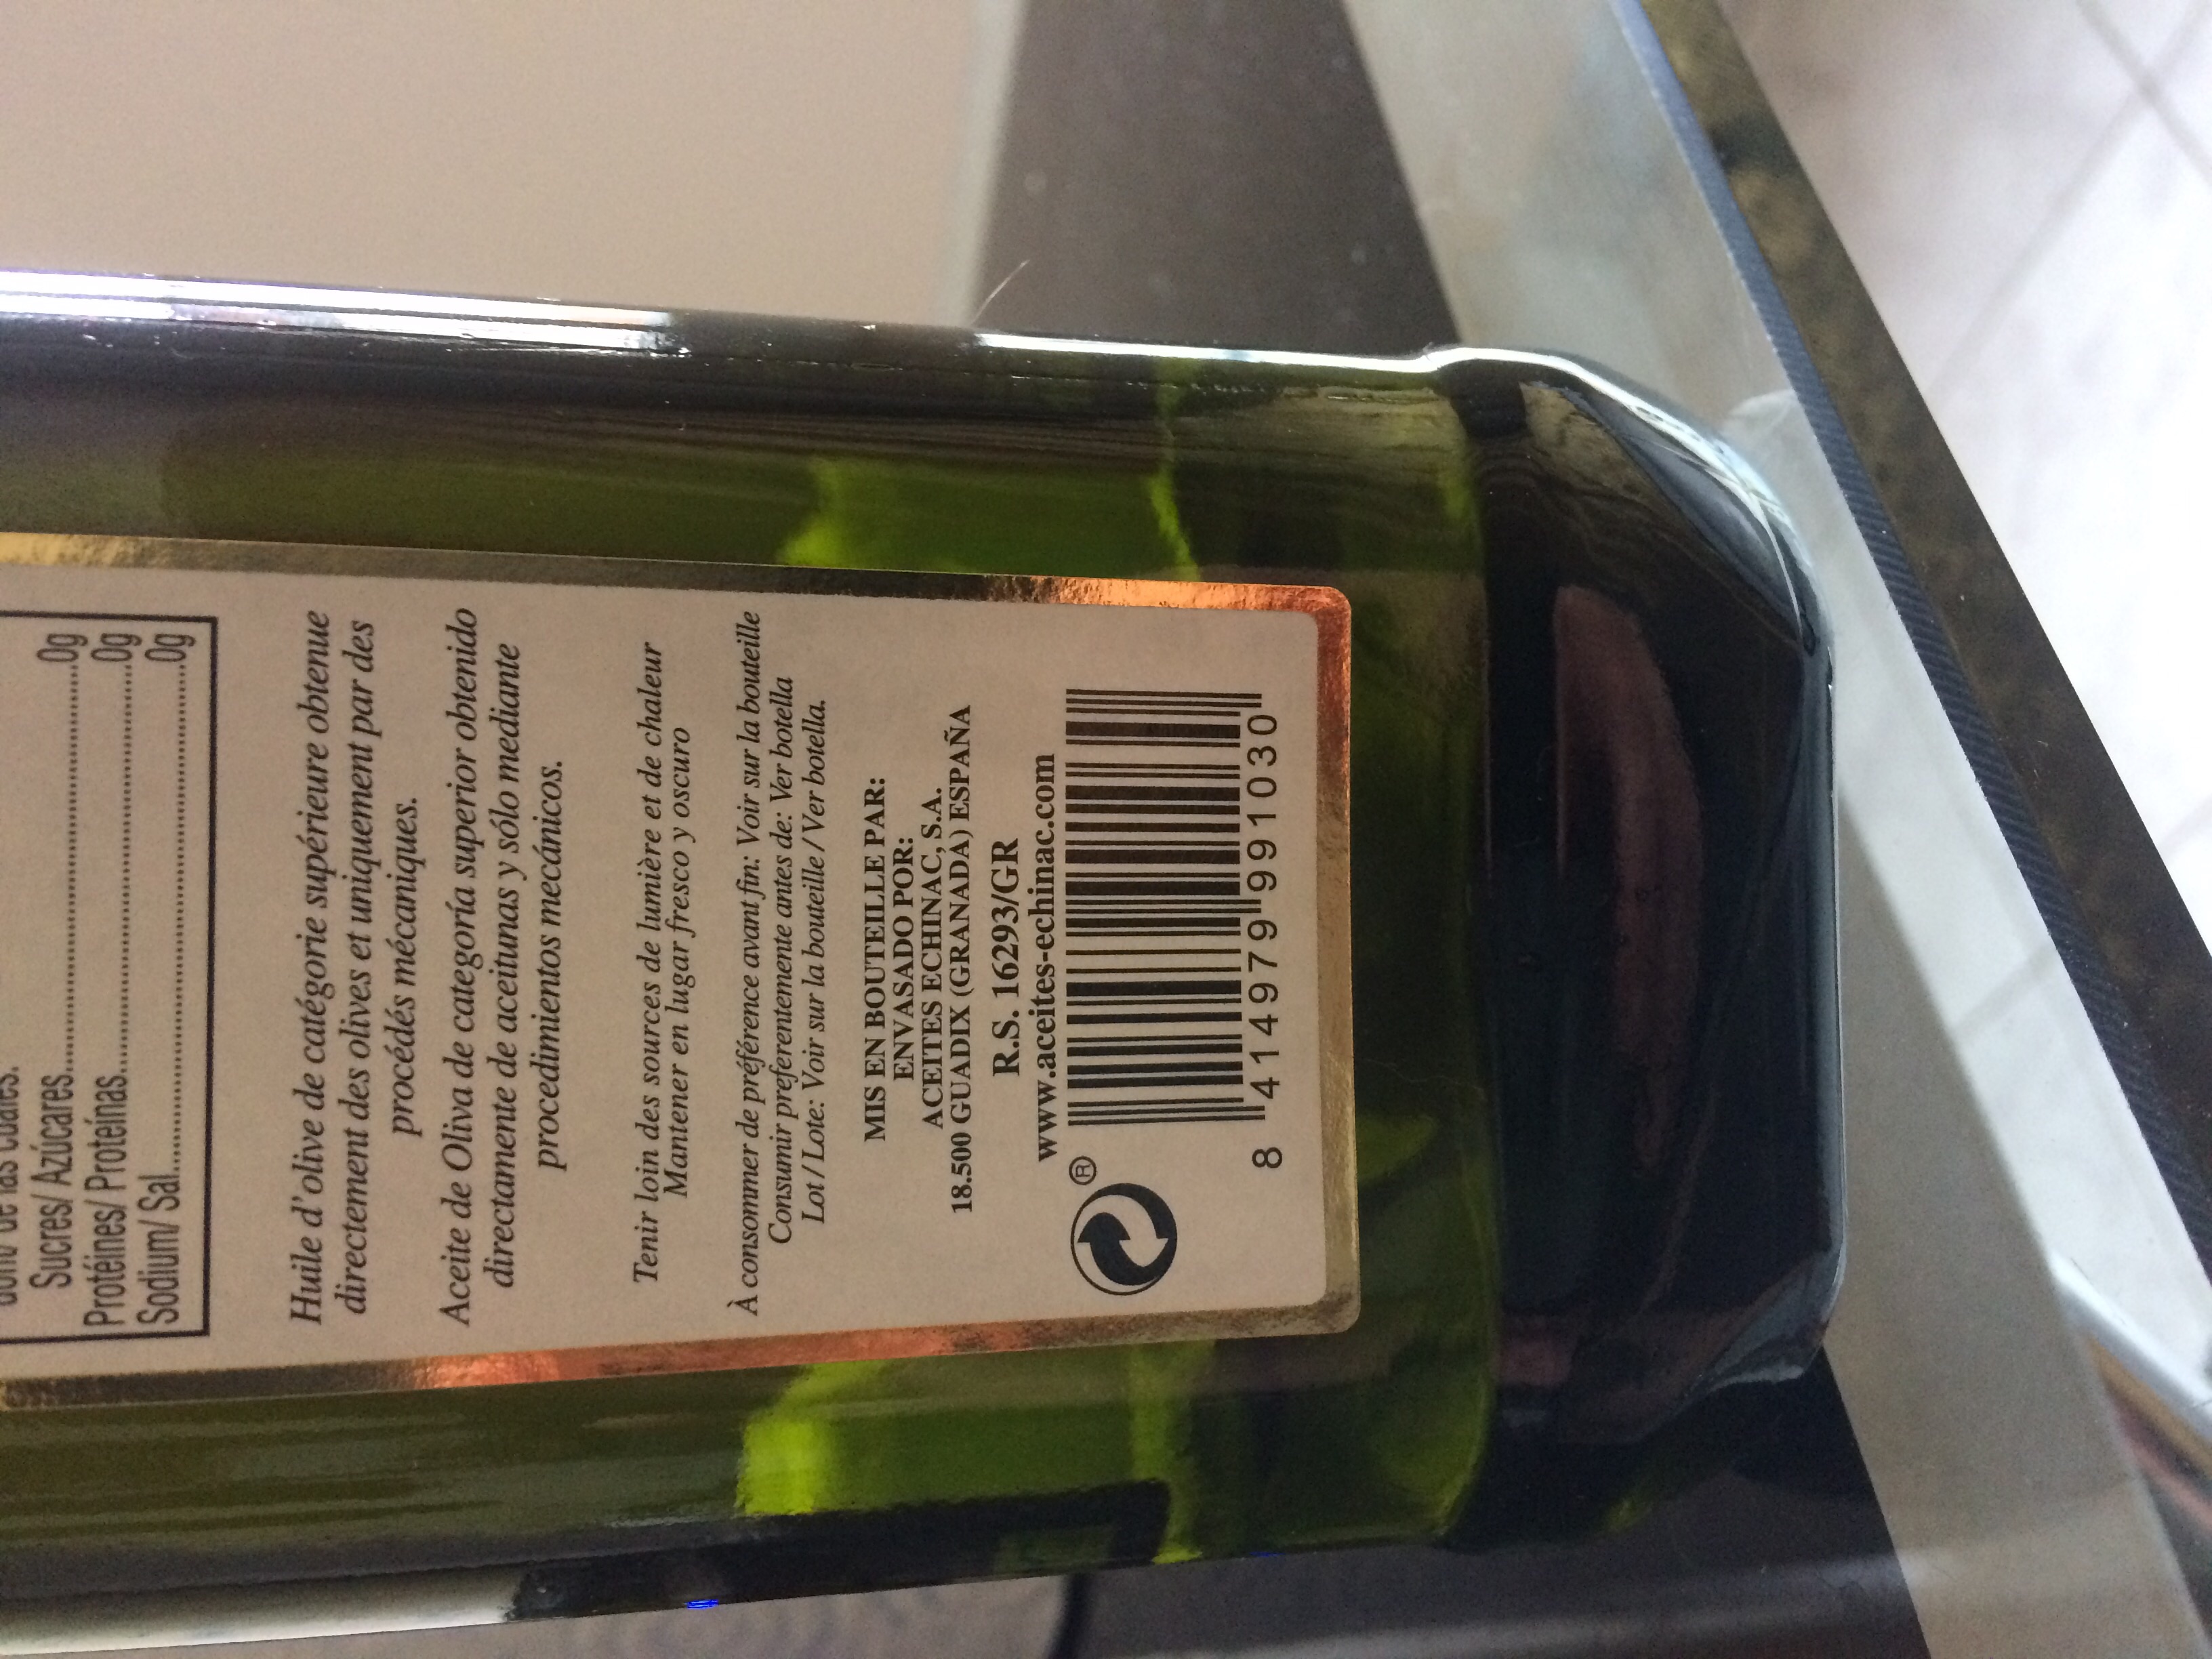 dont/ de las cuales:
Sucres/ Azúcares..........0g
Protéines/ Proteínas..........0g
Sodium/ Sal..........0g
Huile d'olive de catégorie supérieure obtenue
directement des olives et uniquement par des
procédés mécaniques.
Aceite de Oliva de categoría superior obtenido
directamente de aceitunas y sólo mediante
procedimientos mecánicos.
Tenir loin des sources de lumière et de chaleur
Mantener en lugar fresco y oscuro
À consommer de préférence avant fin: Voir sur la bouteille
Consumir preferentemente antes de: Ver botella
Lot / Lote: Voir sur la bouteille / Ver botella.
MIS EN BOUTEILLE PAR:
ENVASADO POR:
ACEITES ECHINAC, S.A.
18.500 GUADIX (GRANADA) ESPAÑA
R.S. 16293/GR
www.aceites-echinac.com
®
8 414979 991030